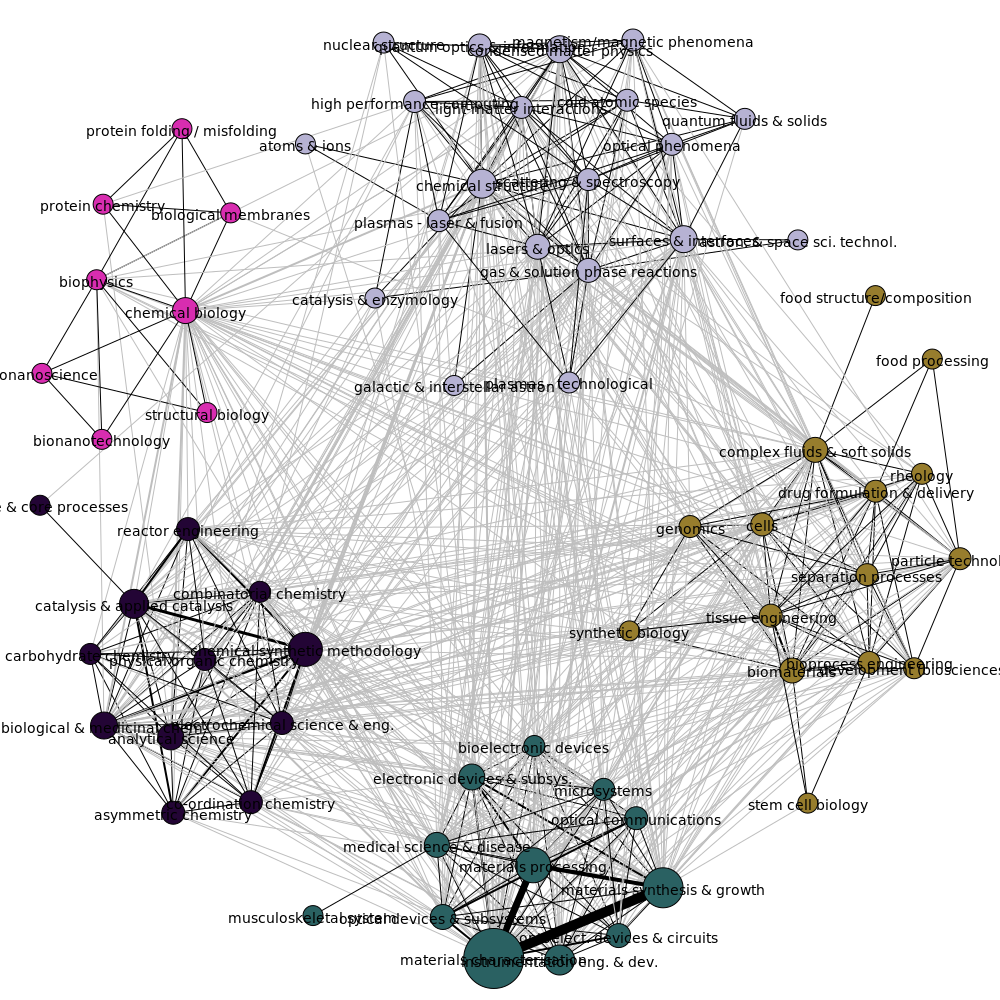 nuclear structure
quantum optics & information
condensed matter physics
magnetism/magnetic phenomena
high performance computing
light-matter interactions
cold atomic species
quantum fluids & solids
protein folding / misfolding
atoms & ions
optical phenomena
chemical structure
scattering & spectroscopy
protein chemistry
biological membranes
plasmas - laser & fusion
lasers & optics
surfaces & interfaces
& space sci. technol.
gas & solution phase reactions
biophysics
catalysis & enzymology
food structure/composition
chemical biology
food processing
onanoscience
galactic & interstellar astron.
plasmas - technological
structural biology
bionanotechnology
complex fluids & soft solids
rheology
drug formulation & delivery
& core processes
reactor engineering
genomics
cells
particle technol
separation processes
combinatorial chemistry
catalysis & applied catalysis
tissue engineering
synthetic biology
carbohydrate chemistry
physical organic chemistry
chemical synthetic methodology
bioprocess engineering
biomaterials
development (biosciences
biological & medicinal chem.
electrochemical science & eng.
analytical science
bioelectronic devices
electronic devices & subsys.
microsystems
co-ordination chemistry
asymmetric chemistry
stem cell biology
optical communications
medical science & disease
materials processing
materials synthesis & growth
musculoskeletal system
optical devices & subsystems
optoelect. devices & circuits
materials characterisation
instrumentation eng. & dev.